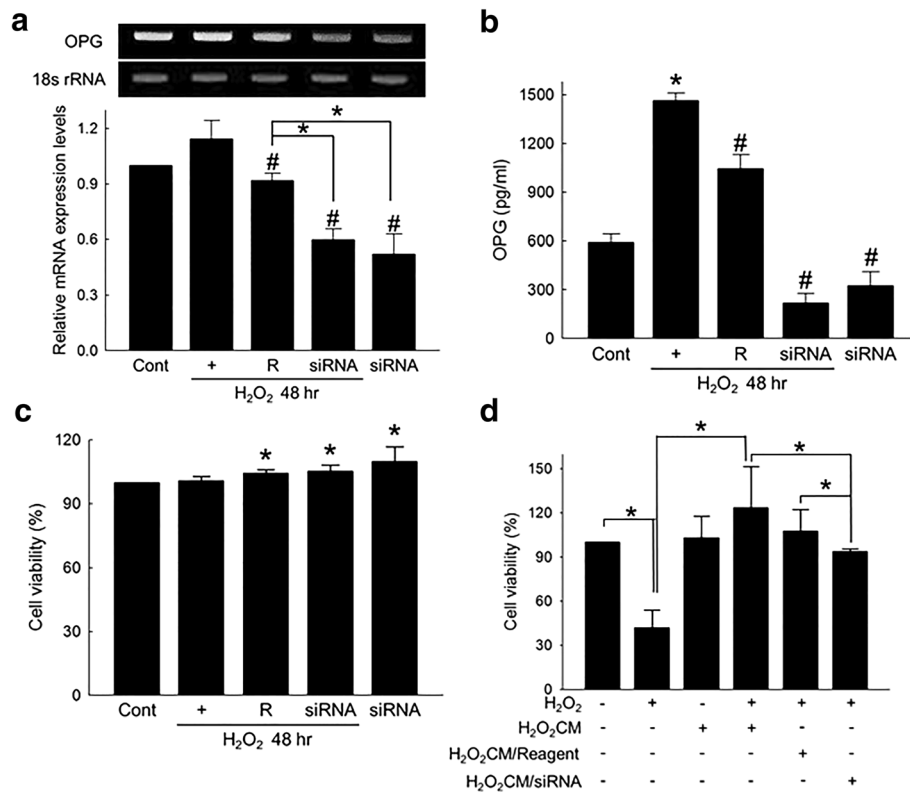 a
OPG
18s rRNA
Relative mRNA expression levels
1.2
0.9
0.6
0.3
0.0
*
*
#
#
#
Cont + R siRNA siRNA
H₂O₂ 48 hr
b
OPG (pg/ml)
1500
1200
900
600
300
0
*
#
#
#
Cont + R siRNA siRNA
H₂O₂ 48 hr
c
Cell viability (%)
120
90
60
30
0
* * *
Cont + R siRNA siRNA
H₂O₂ 48 hr
d
Cell viability (%)
150
120
90
60
30
0
*
*
*
*
H₂O₂ - + - + + +
H₂O₂CM - - + + - -
H₂O₂CM/Reagent - - - - + -
H₂O₂CM/siRNA - - - - - +